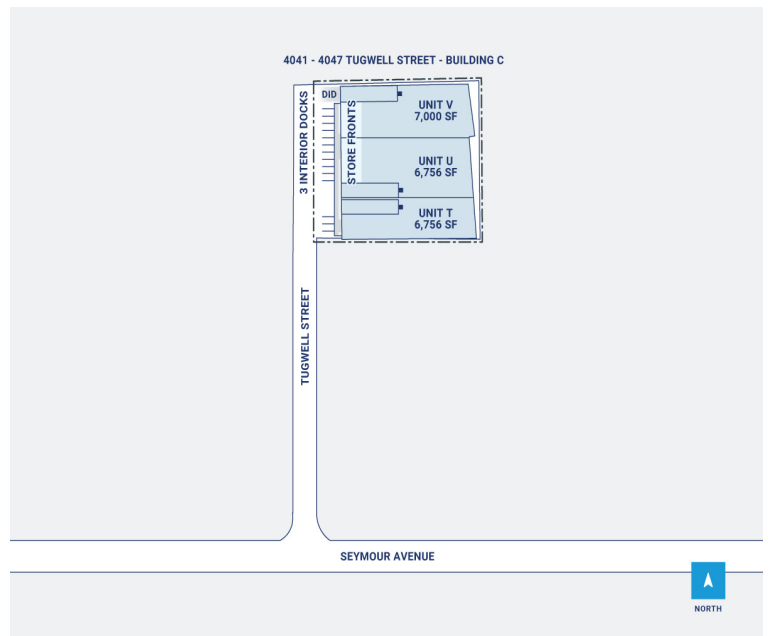 4041 - 4047 TUGWELL STREET - BUILDING C
DID
3 INTERIOR DOCKS
STORE FRONTS
UNIT V
7,000 SF
UNIT U
6,756 SF
UNIT T
6,756 SF
TUGWELL STREET
SEYMOUR AVENUE
NORTH